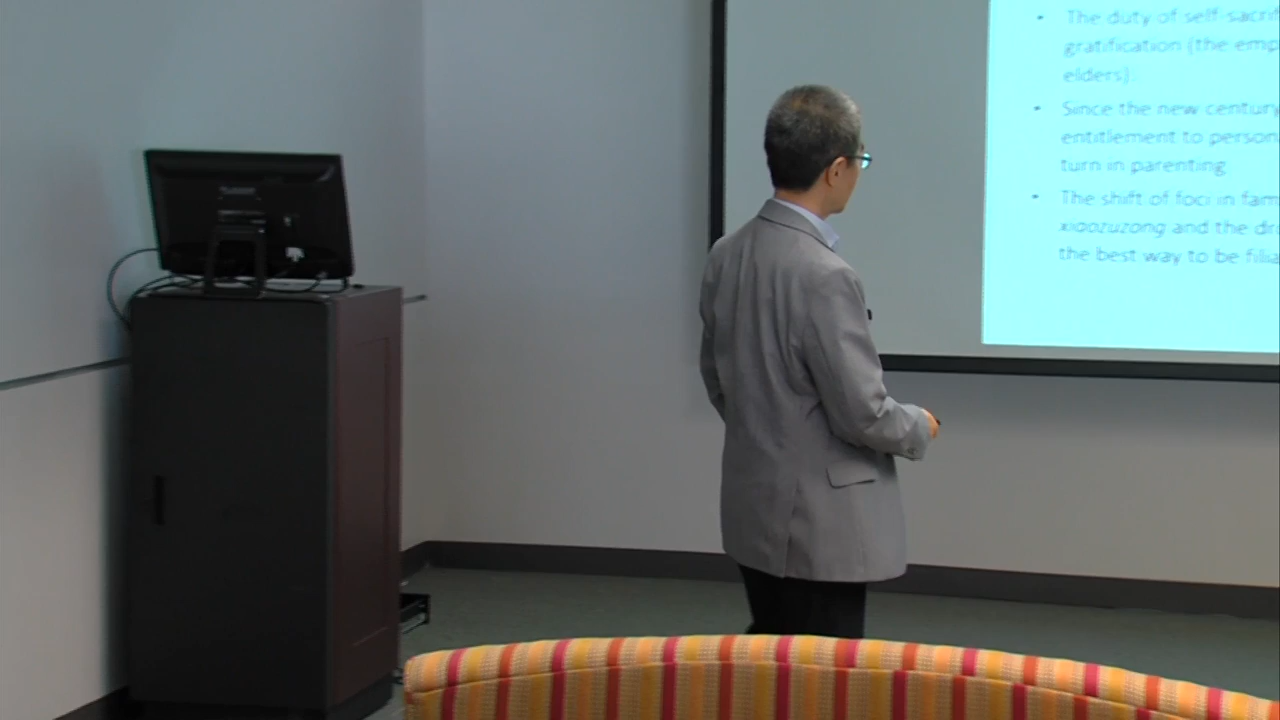 • The duty of self-sacrif
gratification (the emp
elders).
• Since the new century
entitlement to person
turn in parenting
• The shift of foci in fam
xiaozuzong and the dr
the best way to be filia